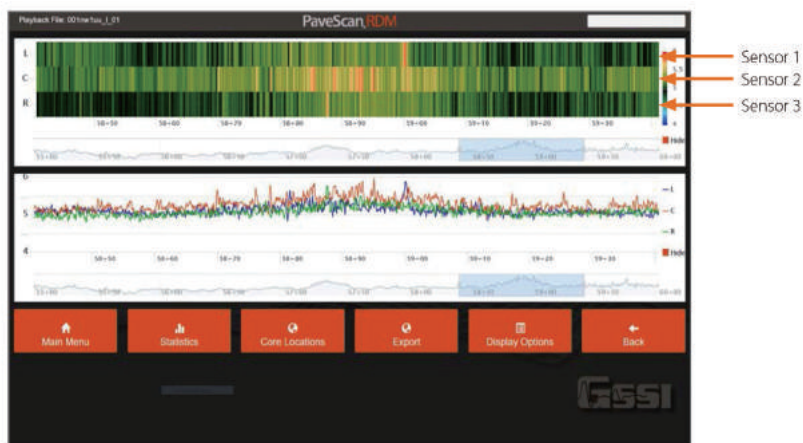 Playback File: 001ne1uu_l_01
PaveScan RDM
L
C
R
5.5
Sensor 1
Sensor 2
Sensor 3
58+50 58+60 58+70 58+80 58+90 59+00 59+10 59+20 59+30
Hide
6
5
4
L
C
R
58+50 58+60 58+70 58+80 58+90 59+00 59+10 59+20 59+30
Hide
Main Menu
Statistics
Core Locations
Export
Display Options
Back
GSSI